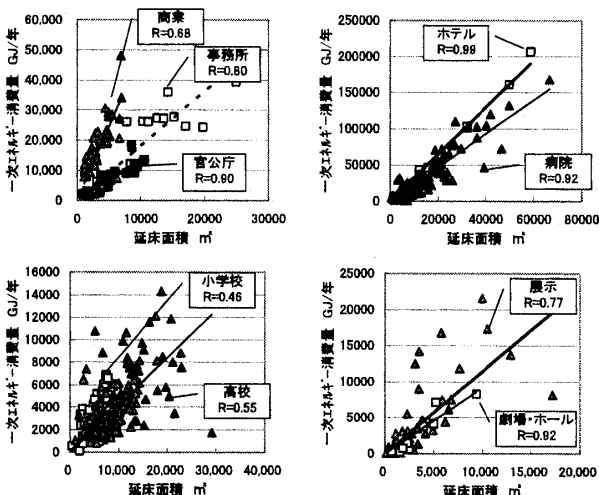 一次エネルギー消費量 GJ/年
60,000
50,000
40,000
30,000
20,000
10,000
0
商業
R=0.68
事務所
R=0.80
官公庁
R=0.90
0 10000 20000 30000
延床面積 ㎡
一次エネルギー消費量 GJ/年
250000
200000
150000
100000
50000
0
ホテル
R=0.99
病院
R=0.92
0 20000 40000 60000 80000
延床面積 ㎡
一次エネルギー消費量 GJ/年
16000
14000
12000
10000
8000
6000
4000
2000
0
小学校
R=0.46
高校
R=0.55
0 10,000 20,000 30,000 40,000
延床面積 ㎡
一次エネルギー消費量 GJ/年
25000
20000
15000
10000
5000
0
展示
R=0.77
劇場・ホール
R=0.92
0 5,000 10,000 15,000 20,000
延床面積 ㎡